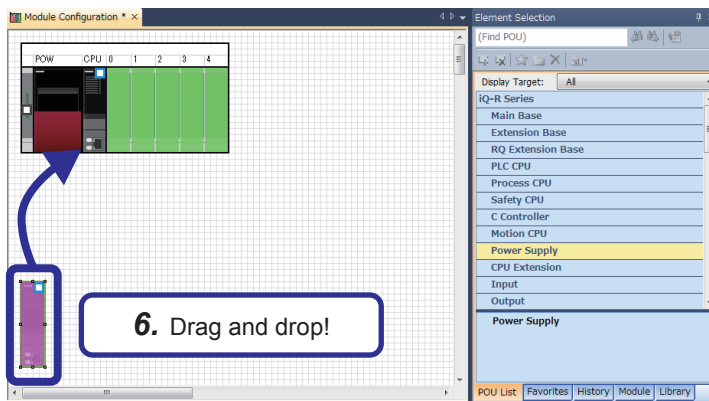 Module Configuration *
POW CPU 0 1 2 3 4
6. Drag and drop!
Element Selection
(Find POU)
Display Target: All
iQ-R Series
Main Base
Extension Base
RQ Extension Base
PLC CPU
Process CPU
Safety CPU
C Controller
Motion CPU
Power Supply
CPU Extension
Input
Output
Power Supply
POU List Favorites History Module Library